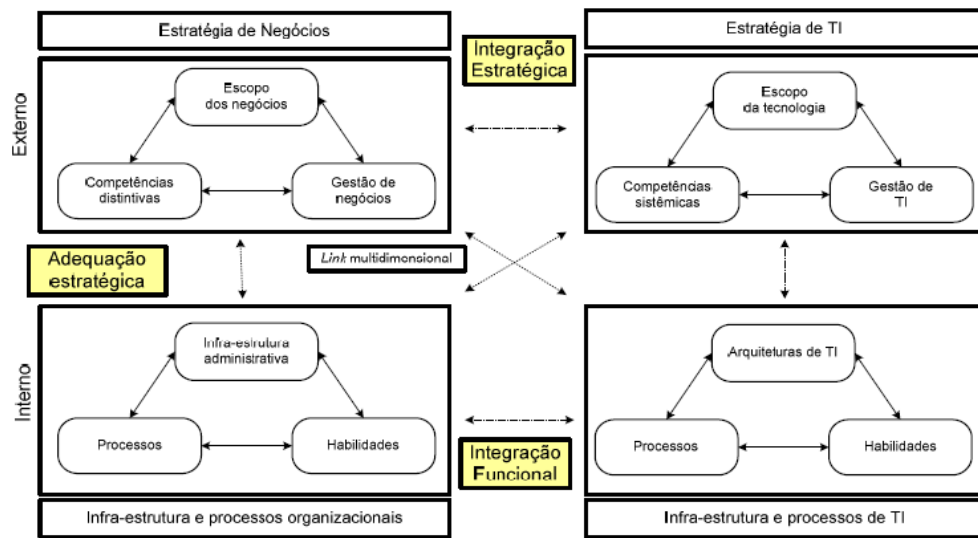 Estratégia de Negócios
Integração
Estratégica
Estratégia de TI
Externo
Escopo
dos negócios
Competências
distintivas
Gestão de
negócios
Escopo
da tecnologia
Competências
sistêmicas
Gestão de
TI
Adequação
estratégica
Link multidimensional
Interno
Infra-estrutura
administrativa
Processos
Habilidades
Arquiteturas de TI
Processos
Habilidades
Integração
Funcional
Infra-estrutura e processos organizacionais
Infra-estrutura e processos de TI